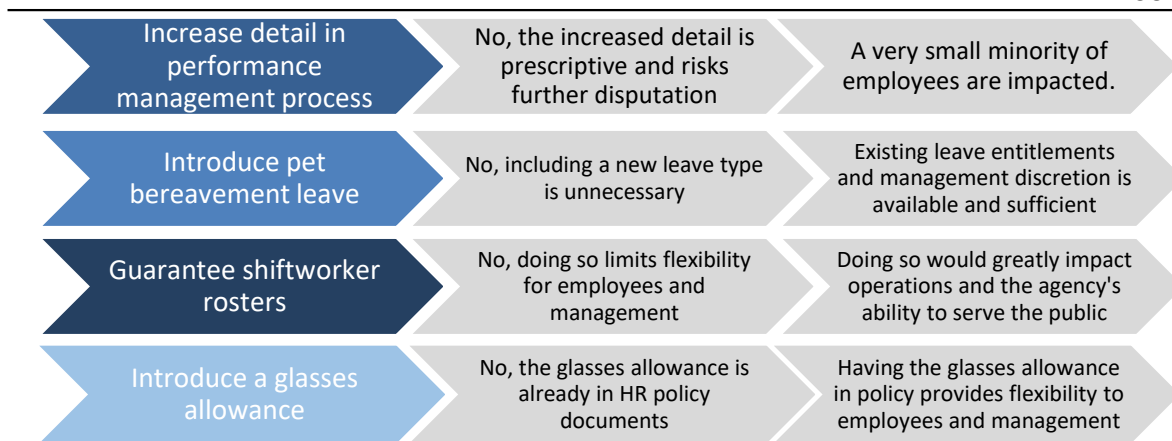 Increase detail in
performance
management process
No, the increased detail is
prescriptive and risks
further disputation
A very small minority of
employees are impacted.
Introduce pet
bereavement leave
No, including a new leave type
is unnecessary
Existing leave entitlements
and management discretion is
available and sufficient
Guarantee shiftworker
rosters
No, doing so limits flexibility
for employees and
management
Doing so would greatly impact
operations and the agency's
ability to serve the public
Introduce a glasses
allowance
No, the glasses allowance is
already in HR policy
documents
Having the glasses allowance
in policy provides flexibility to
employees and management